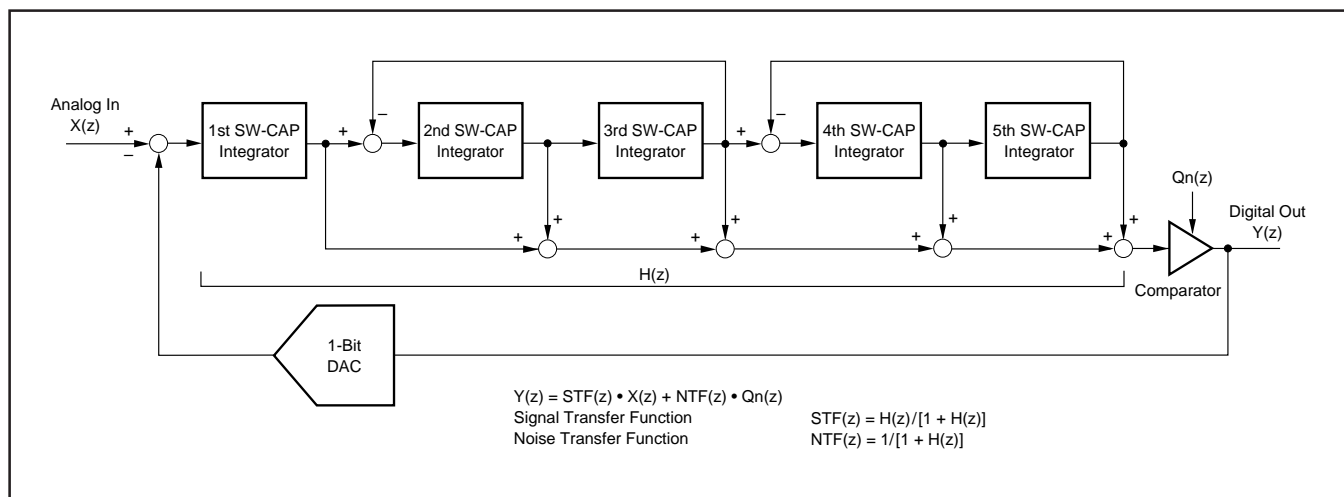 Analog In
X(z)
+
−
1st SW-CAP
Integrator
+
−
2nd SW-CAP
Integrator
3rd SW-CAP
Integrator
+
−
4th SW-CAP
Integrator
5th SW-CAP
Integrator
Qn(z)
Digital Out
Y(z)
+
+
+
+
+
+
+
+
H(z)
Comparator
1-Bit
DAC
Y(z) = STF(z) • X(z) + NTF(z) • Qn(z)
Signal Transfer Function STF(z) = H(z)/[1 + H(z)]
Noise Transfer Function NTF(z) = 1/[1 + H(z)]